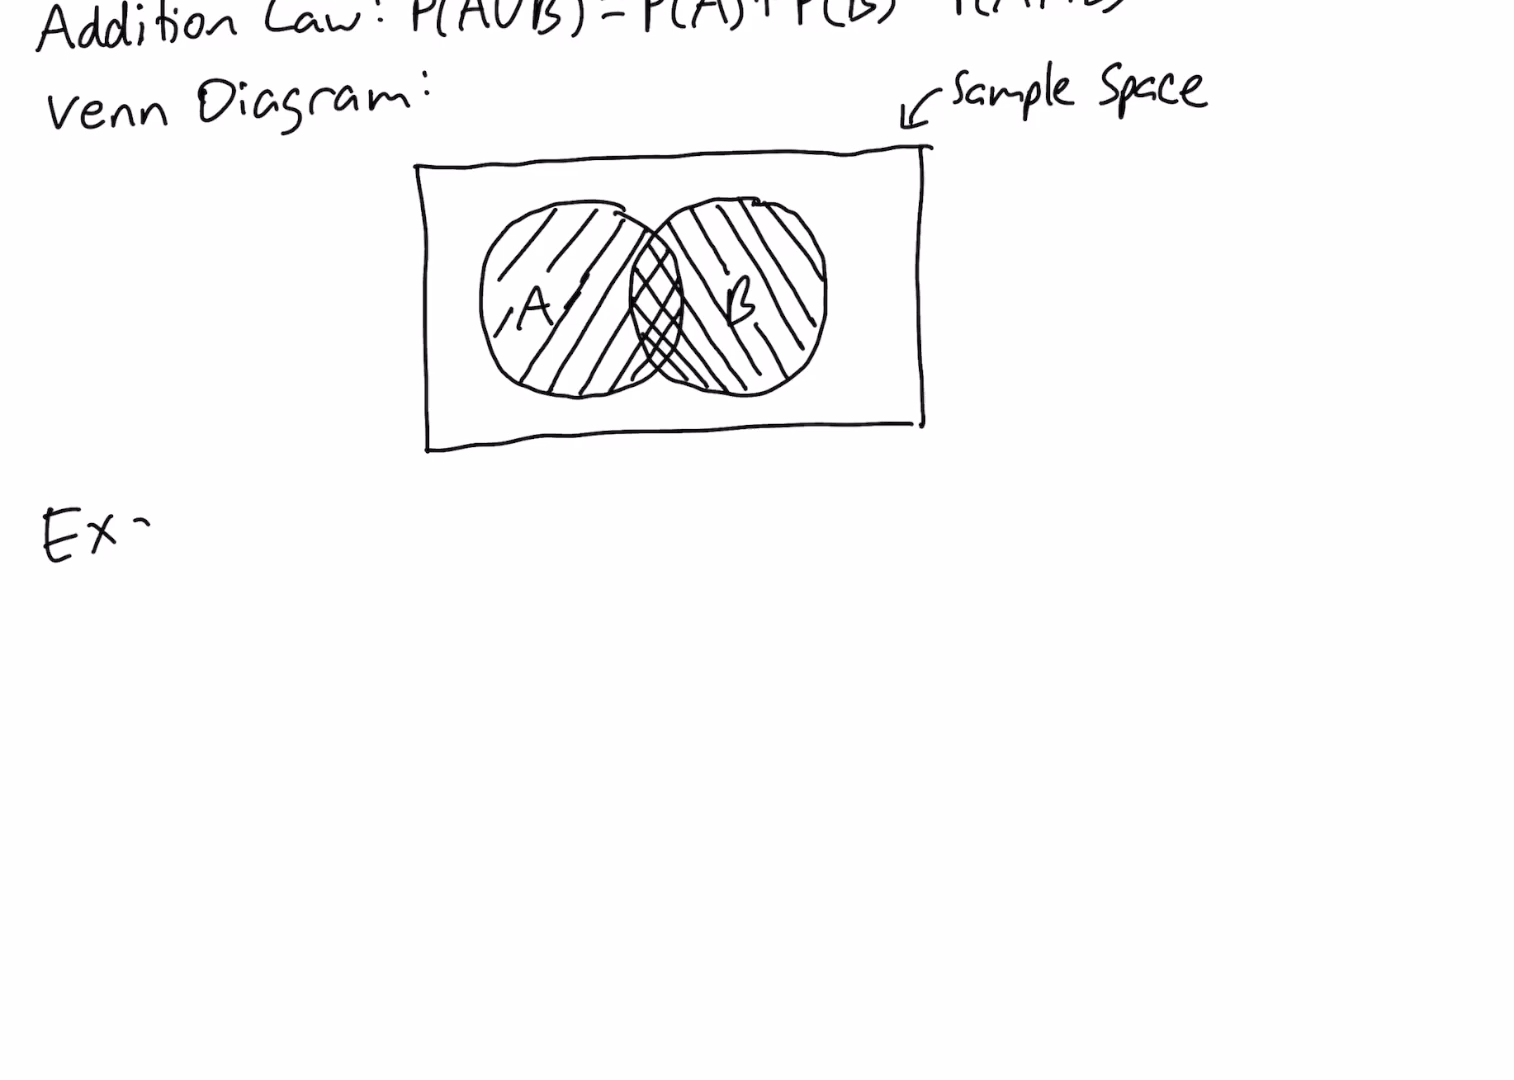 Addition Law: P(A∪B) = P(A) + P(B) - P(A∩B)
Venn Diagram:
Sample Space
A
B
Ex-